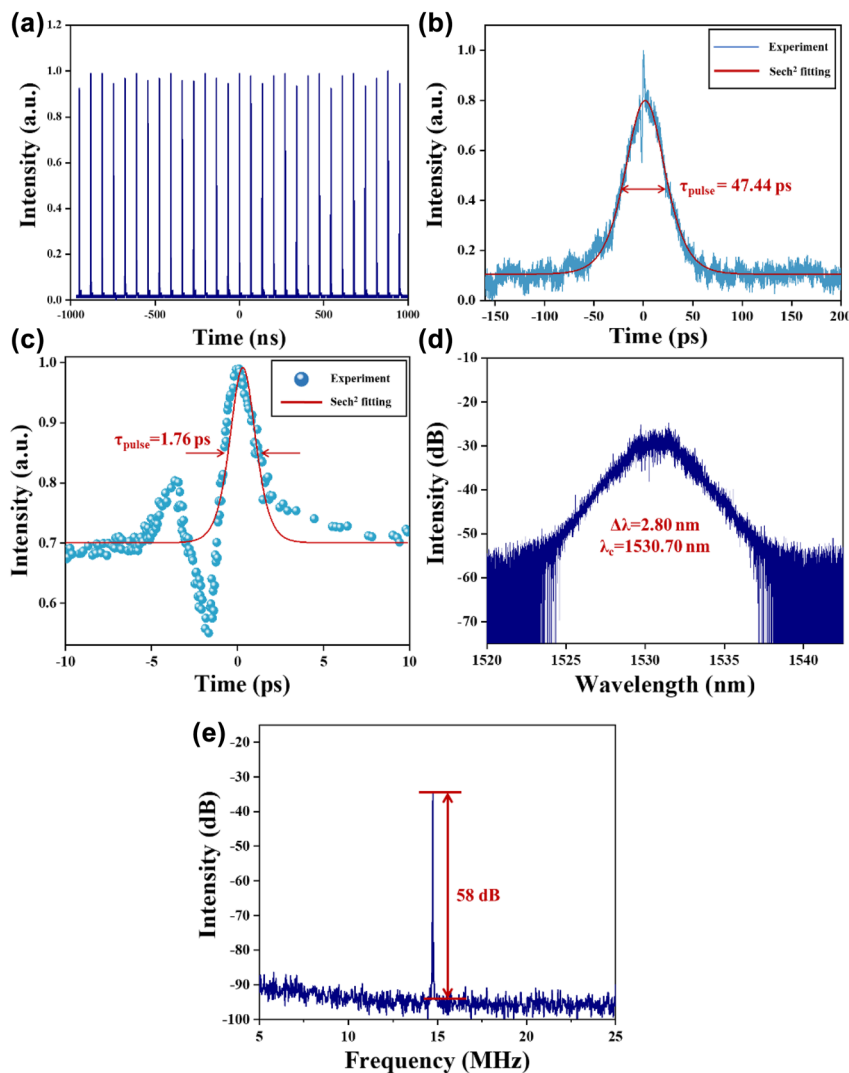 (a)
1.2
1.0
0.8
0.6
0.4
0.2
0.0
-1000
-500
0
500
1000
Intensity (a.u.)
Time (ns)
(b)
1.0
0.8
0.6
0.4
0.2
0.0
-150
-100
-50
0
50
100
150
200
Intensity (a.u.)
Time (ps)
Experiment
Sech² fitting
τpulse = 47.44 ps
(c)
1.0
0.9
0.8
0.7
0.6
-10
-5
0
5
10
Intensity (a.u.)
Time (ps)
Experiment
Sech² fitting
τpulse=1.76 ps
(d)
-10
-20
-30
-40
-50
-60
-70
1520
1525
1530
1535
1540
Intensity (dB)
Wavelength (nm)
Δλ=2.80 nm
λc=1530.70 nm
(e)
-20
-30
-40
-50
-60
-70
-80
-90
-100
5
10
15
20
25
Intensity (dB)
Frequency (MHz)
58 dB